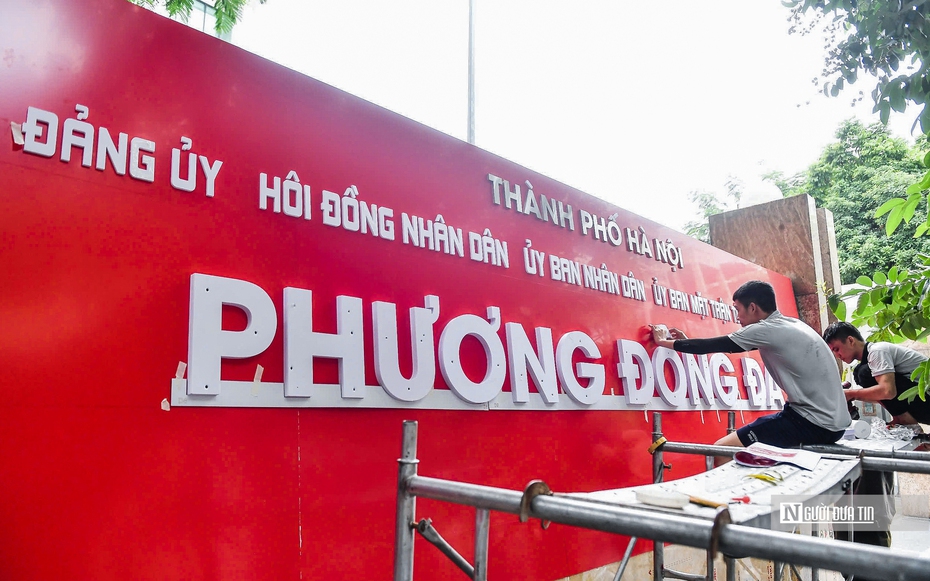 THÀNH PHỐ HÀ NỘI
ĐẢNG ỦY HỘI ĐỒNG NHÂN DÂN ỦY BAN NHÂN DÂN ỦY BAN MẶT TRẬN
PHƯƠNG ĐỐNG ĐA
NGƯỜI ĐƯA TIN